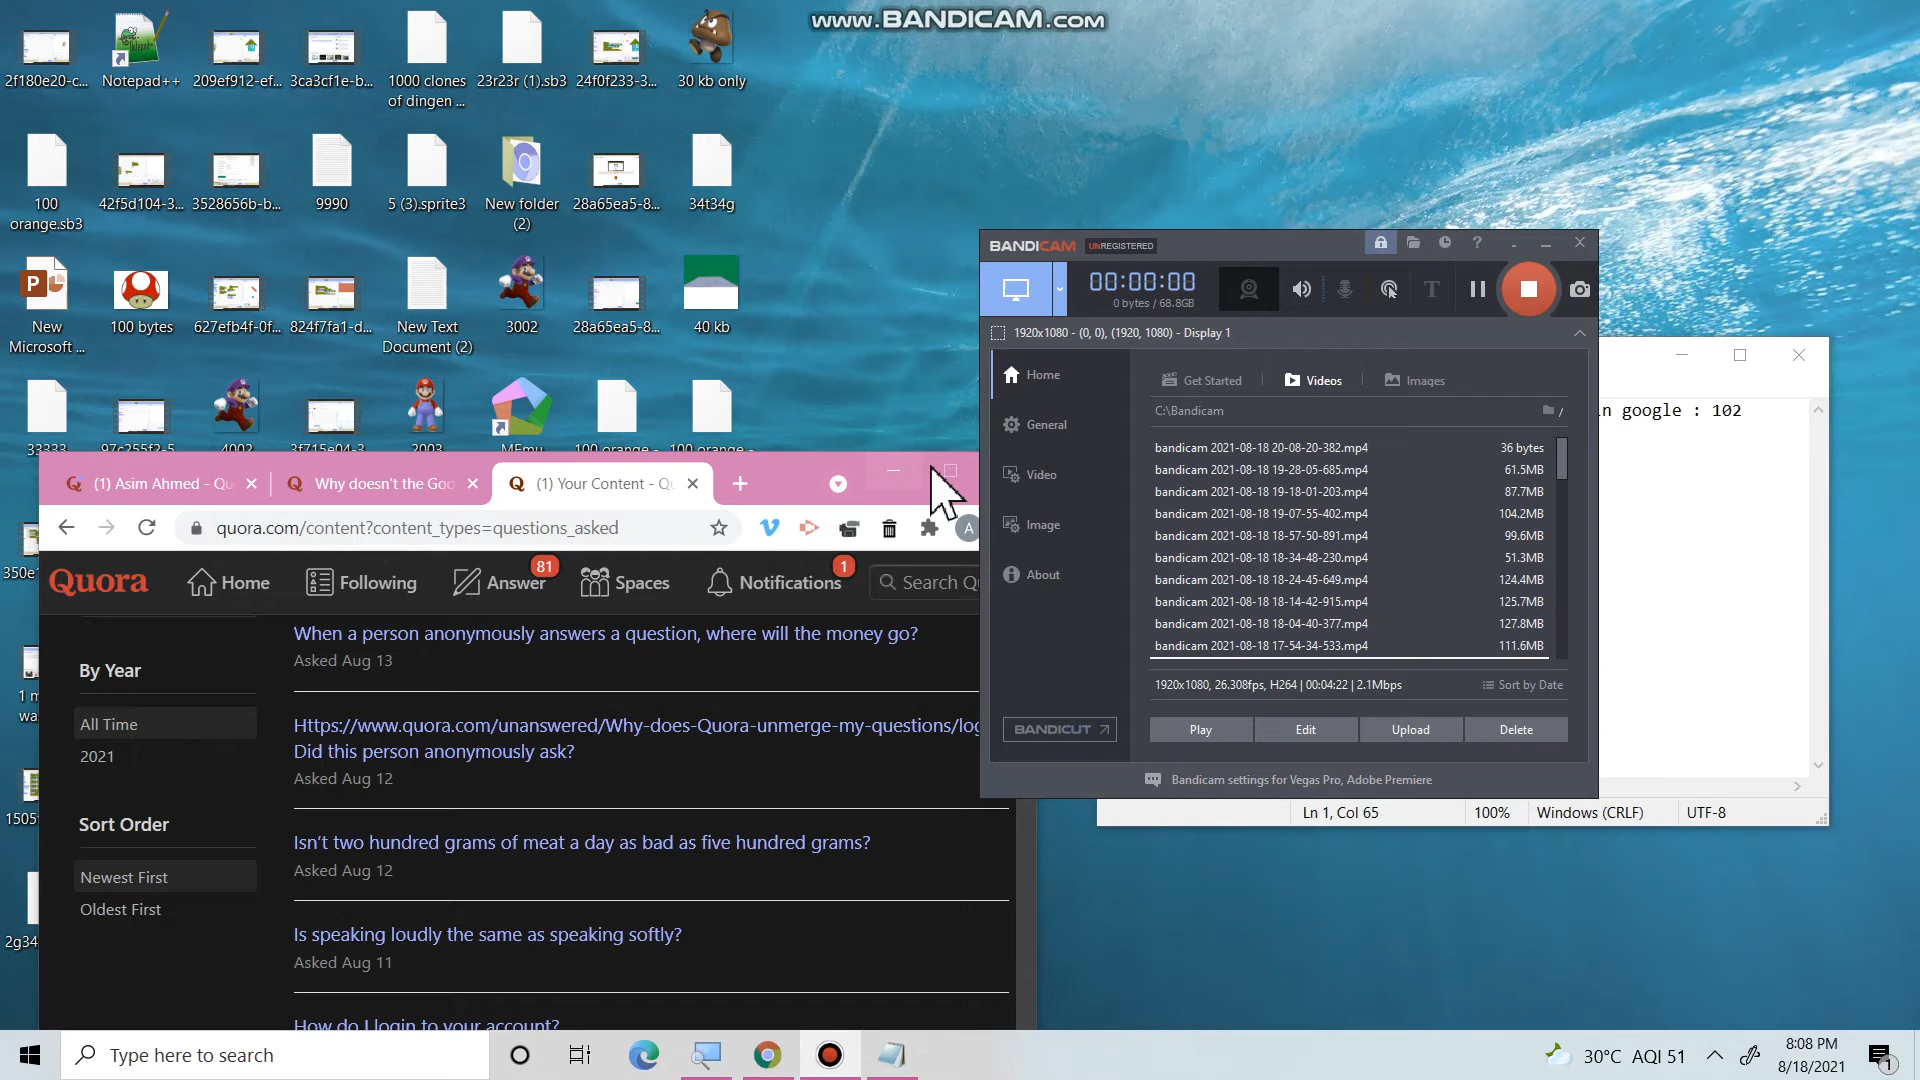 www.BANDICAM.com
2f180e20-c...
Notepad++
209ef912-ef...
3ca3cf1e-b...
1000 clones
of dingen ...
23r23r (1).sb3
24f0f233-3...
30 kb only
100
orange.sb3
42f5d104-3...
3528656b-b...
9990
5 (3).sprite3
New folder
(2)
28a65ea5-8...
34t34g
New
Microsoft ...
100 bytes
627efb4f-0f...
824f7fa1-d...
New Text
Document (2)
3002
28a65ea5-8...
40 kb
33333
97c255f2-5
4002
3f715e04-3
2003
MEmu
100 orange -
100 orange -
2g34
BANDICAM UNREGISTERED
00:00:00
0 bytes / 68.8GB
1920x1080 - (0, 0), (1920, 1080) - Display 1
Home
General
Video
Image
About
BANDICUT
Get Started
Videos
Images
C:\Bandicam
bandicam 2021-08-18 20-08-20-382.mp4 36 bytes
bandicam 2021-08-18 19-28-05-685.mp4 61.5MB
bandicam 2021-08-18 19-18-01-203.mp4 87.7MB
bandicam 2021-08-18 19-07-55-402.mp4 104.2MB
bandicam 2021-08-18 18-57-50-891.mp4 99.6MB
bandicam 2021-08-18 18-34-48-230.mp4 51.3MB
bandicam 2021-08-18 18-24-45-649.mp4 124.4MB
bandicam 2021-08-18 18-14-42-915.mp4 125.7MB
bandicam 2021-08-18 18-04-40-377.mp4 127.8MB
bandicam 2021-08-18 17-54-34-533.mp4 111.6MB
1920x1080, 26.308fps, H264 | 00:04:22 | 2.1Mbps
Sort by Date
Play
Edit
Upload
Delete
Bandicam settings for Vegas Pro, Adobe Premiere
in google : 102
Ln 1, Col 65
100%
Windows (CRLF)
UTF-8
(1) Asim Ahmed - Qu
Why doesn't the Goo
(1) Your Content - Qu
quora.com/content?content_types=questions_asked
Quora
Home
Following
Answer
81
Spaces
Notifications
1
Search Qu
By Year
All Time
2021
Sort Order
Newest First
Oldest First
When a person anonymously answers a question, where will the money go?
Asked Aug 13
Https://www.quora.com/unanswered/Why-does-Quora-unmerge-my-questions/log
Did this person anonymously ask?
Asked Aug 12
Isn't two hundred grams of meat a day as bad as five hundred grams?
Asked Aug 12
Is speaking loudly the same as speaking softly?
Asked Aug 11
How do I login to your account?
Type here to search
30°C AQI 51
8:08 PM
8/18/2021
1